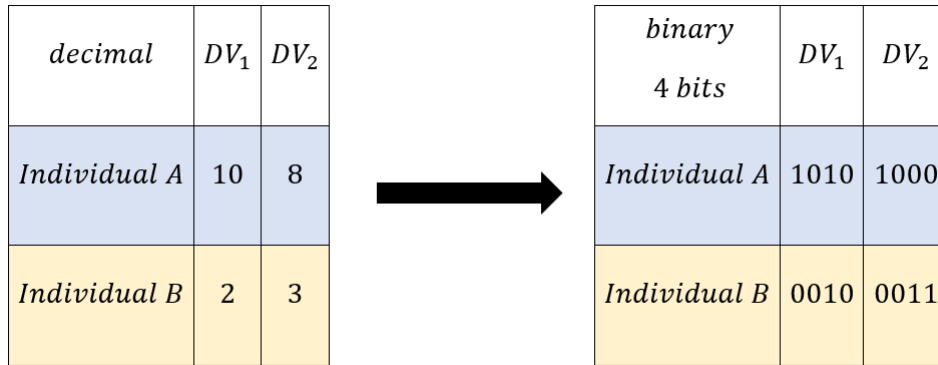 decimal DV₁ DV₂
Individual A 10 8
Individual B 2 3
binary
4 bits DV₁ DV₂
Individual A 1010 1000
Individual B 0010 0011